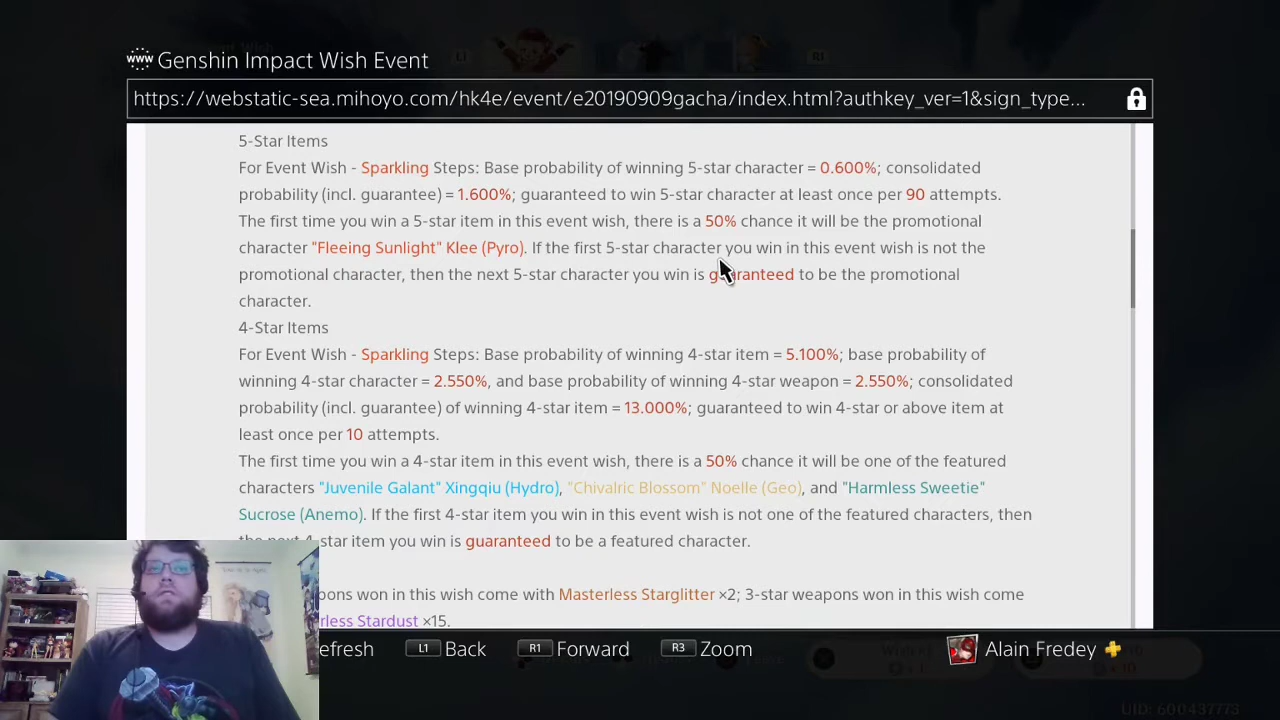 www Genshin Impact Wish Event
https://webstatic-sea.mihoyo.com/hk4e/event/e20190909gacha/index.html?authkey_ver=1&sign_type...
5-Star Items
For Event Wish - Sparkling Steps: Base probability of winning 5-star character = 0.600%; consolidated
probability (incl. guarantee) = 1.600%; guaranteed to win 5-star character at least once per 90 attempts.
The first time you win a 5-star item in this event wish, there is a 50% chance it will be the promotional
character "Fleeing Sunlight" Klee (Pyro). If the first 5-star character you win in this event wish is not the
promotional character, then the next 5-star character you win is guaranteed to be the promotional
character.
4-Star Items
For Event Wish - Sparkling Steps: Base probability of winning 4-star item = 5.100%; base probability of
winning 4-star character = 2.550%, and base probability of winning 4-star weapon = 2.550%; consolidated
probability (incl. guarantee) of winning 4-star item = 13.000%; guaranteed to win 4-star or above item at
least once per 10 attempts.
The first time you win a 4-star item in this event wish, there is a 50% chance it will be one of the featured
characters "Juvenile Galant" Xingqiu (Hydro), "Chivalric Blossom" Noelle (Geo), and "Harmless Sweetie"
Sucrose (Anemo). If the first 4-star item you win in this event wish is not one of the featured characters, then
the next 4-star item you win is guaranteed to be a featured character.
pons won in this wish come with Masterless Starglitter ×2; 3-star weapons won in this wish come
rless Stardust ×15.
efresh L1 Back R1 Forward R3 Zoom Alain Fredey
UID: 600437773